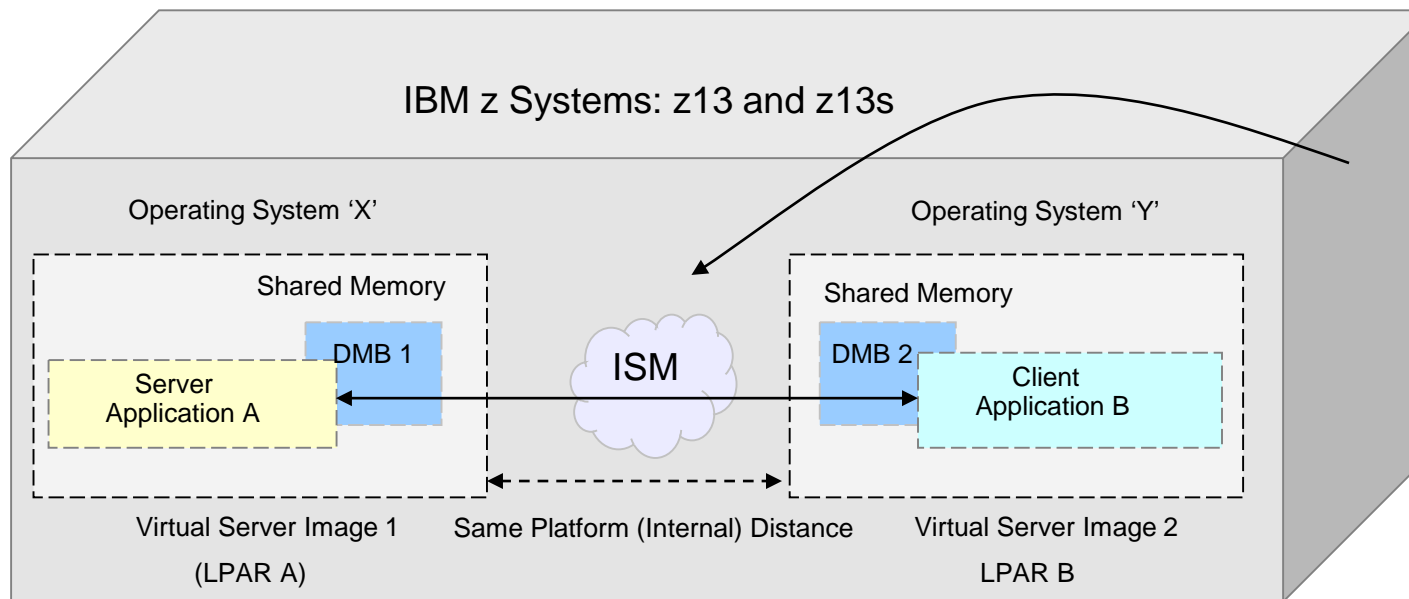 IBM z Systems: z13 and z13s
Operating System ‘X’
Operating System ‘Y’
Shared Memory
Shared Memory
DMB 1
DMB 2
Server
Application A
ISM
Client
Application B
Virtual Server Image 1
(LPAR A)
Same Platform (Internal) Distance
Virtual Server Image 2
LPAR B